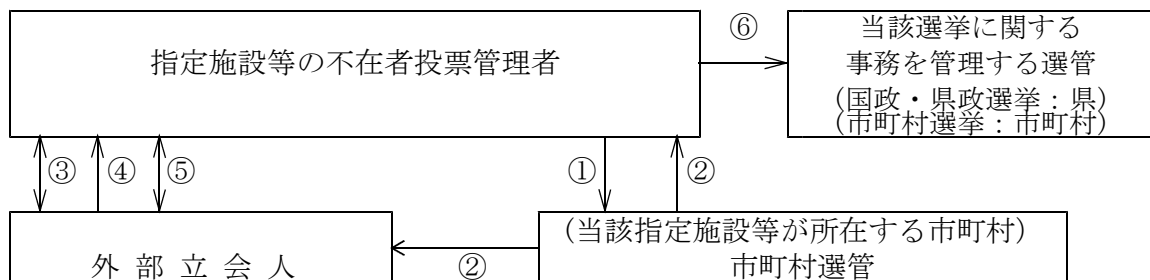 指定施設等の不在者投票管理者
⑥
当該選挙に関する
事務を管理する選管
(国政・県政選挙:県)
(市町村選挙:市町村)
③
④
⑤
①
②
外部立会人
②
(当該指定施設等が所在する市町村)
市町村選管